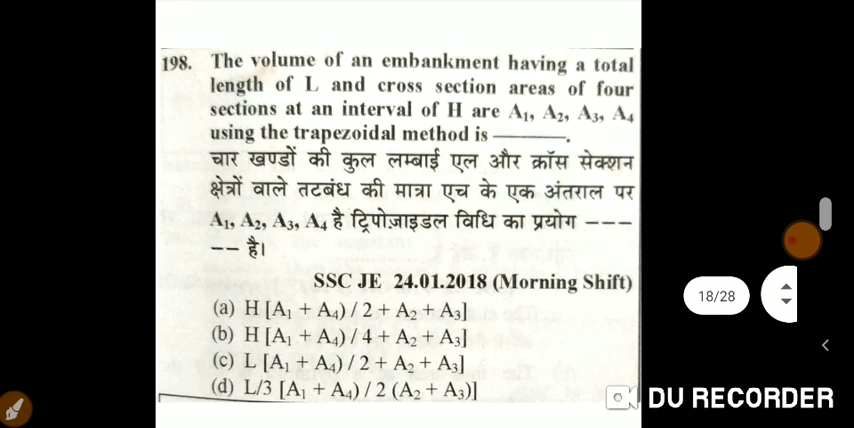 198. The volume of an embankment having a total
length of L and cross section areas of four
sections at an interval of H are A₁, A₂, A₃, A₄
using the trapezoidal method is ————.
चार खण्डों की कुल लम्बाई एल और क्रॉस सेक्शन
क्षेत्रों वाले तटबंध की मात्रा एच के एक अंतराल पर
A₁, A₂, A₃, A₄ है ट्रिपोज़ाइडल विधि का प्रयोग ----
-- है।
SSC JE 24.01.2018 (Morning Shift)
(a) H [A₁ + A₄) / 2 + A₂ + A₃]
(b) H [A₁ + A₄) / 4 + A₂ + A₃]
(c) L [A₁ + A₄) / 2 + A₂ + A₃]
(d) L/3 [A₁ + A₄) / 2 (A₂ + A₃)]
18/28
DU RECORDER